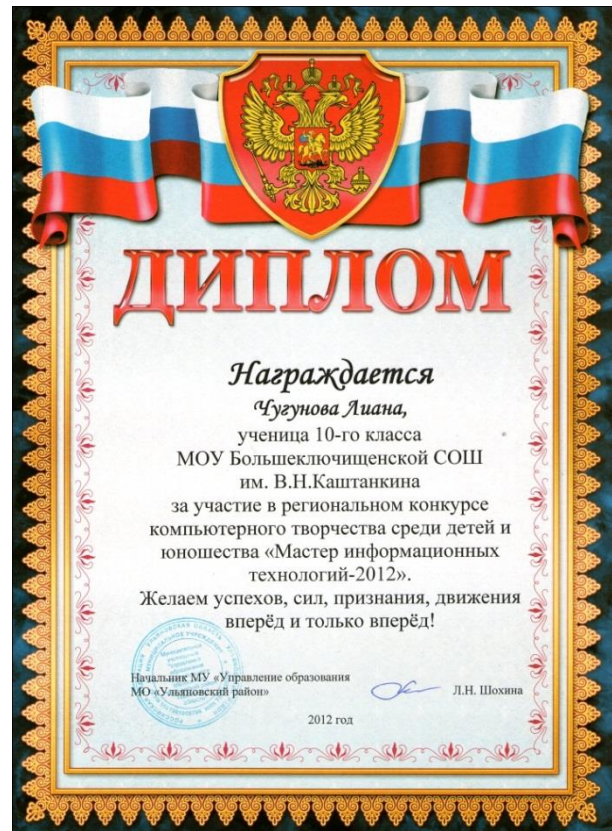 ДИПЛОМ
Награждается
Чугунова Лиана,
ученица 10-го класса
МОУ Большеключищенской СОШ
им. В.Н.Каштанкина
за участие в региональном конкурсе
компьютерного творчества среди детей и
юношества «Мастер информационных
технологий-2012».
Желаем успехов, сил, признания, движения
вперёд и только вперёд!
Начальник МУ «Управление образования
МО «Ульяновский район»
Л.Н. Шохина
2012 год